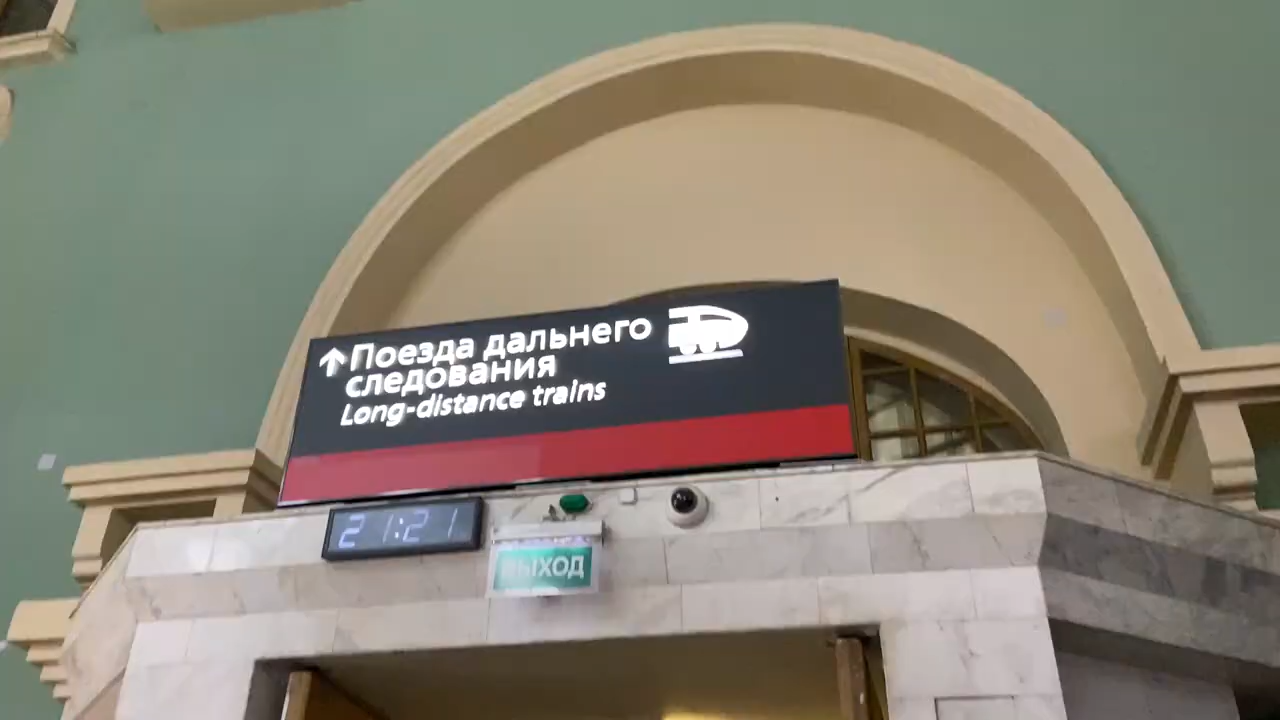 ↑Поезда дальнего
следования
Long-distance trains
21:21
ВЫХОД